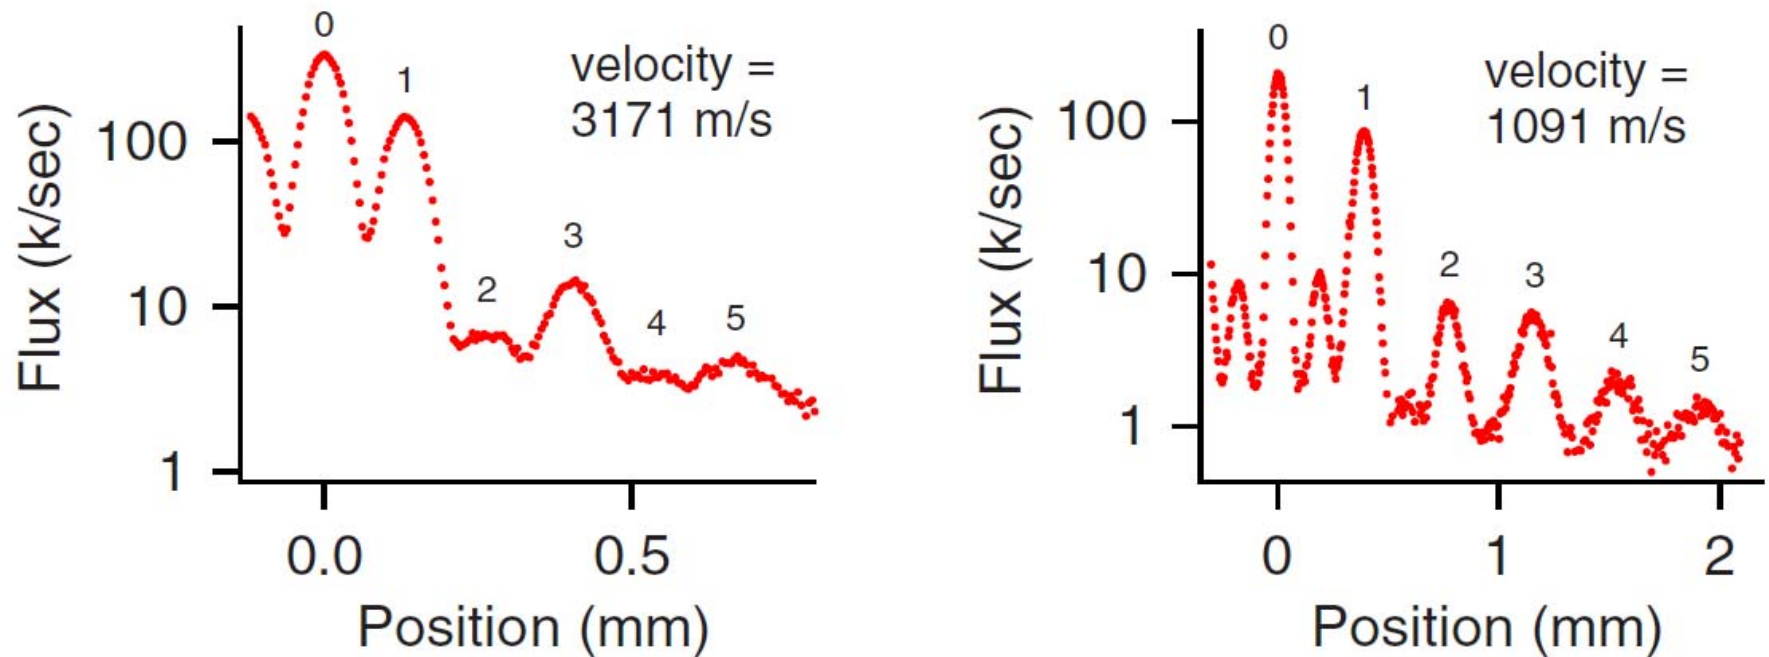 0
1
velocity =
3171 m/s
Flux (k/sec)
100
10
1
2
3
4
5
0.0
0.5
Position (mm)
0
1
velocity =
1091 m/s
Flux (k/sec)
100
10
1
2
3
4
5
0
1
2
Position (mm)